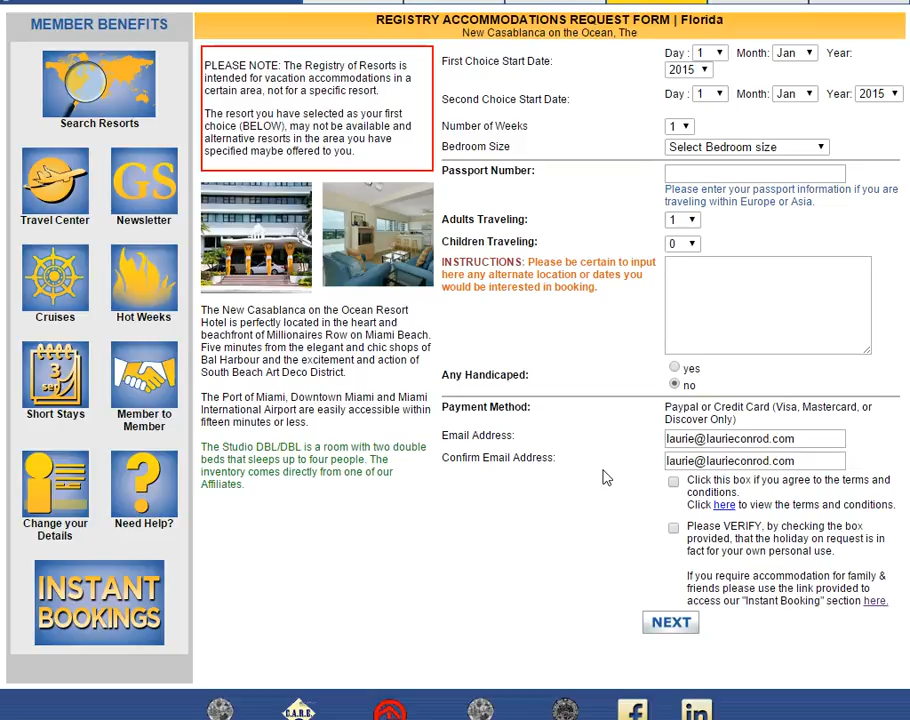 MEMBER BENEFITS
Search Resorts
Travel Center
GS
Newsletter
Cruises
Hot Weeks
3
Short Stays
Member to
Member
Change your
Details
?
Need Help?
INSTANT
BOOKINGS
REGISTRY ACCOMMODATIONS REQUEST FORM | Florida
New Casablanca on the Ocean, The
PLEASE NOTE: The Registry of Resorts is
intended for vacation accommodations in a
certain area, not for a specific resort.
The resort you have selected as your first
choice (BELOW), may not be available and
alternative resorts in the area you have
specified maybe offered to you.
The New Casablanca on the Ocean Resort
Hotel is perfectly located in the heart and
beachfront of Millionaires Row on Miami Beach.
Five minutes from the elegant and chic shops of
Bal Harbour and the excitement and action of
South Beach Art Deco District.
The Port of Miami, Downtown Miami and Miami
International Airport are easily accessible within
fifteen minutes or less.
The Studio DBL/DBL is a room with two double
beds that sleeps up to four people. The
inventory comes directly from one of our
Affiliates.
First Choice Start Date:
Day : 1 Month: Jan Year:
2015
Second Choice Start Date:
Day : 1 Month: Jan Year: 2015
Number of Weeks
1
Bedroom Size
Select Bedroom size
Passport Number:
Please enter your passport information if you are
traveling within Europe or Asia.
Adults Traveling:
1
Children Traveling:
0
INSTRUCTIONS: Please be certain to input
here any alternate location or dates you
would be interested in booking.
Any Handicaped:
yes
no
Payment Method:
Paypal or Credit Card (Visa, Mastercard, or
Discover Only)
Email Address:
laurie@laurieconrod.com
Confirm Email Address:
laurie@laurieconrod.com
Click this box if you agree to the terms and
conditions.
Click here to view the terms and conditions.
Please VERIFY, by checking the box
provided, that the holiday on request is in
fact for your own personal use.
If you require accommodation for family &
friends please use the link provided to
access our "Instant Booking" section here.
NEXT
C.A.R.E.
f
in